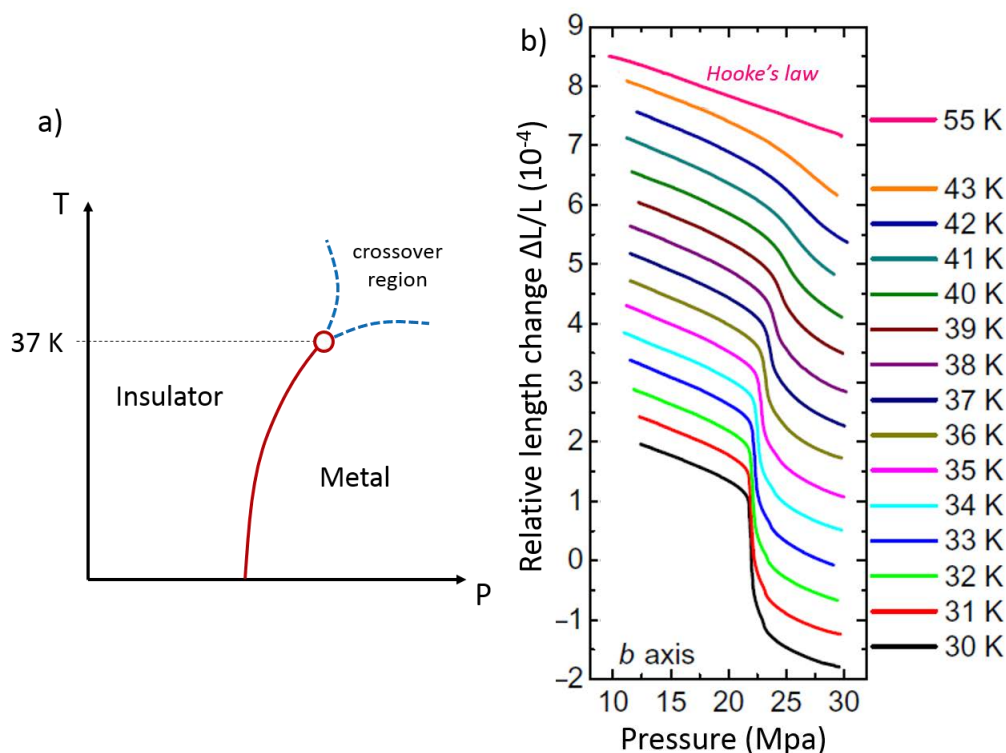 a)
T
37 K
crossover
region
Insulator
Metal
P
b)
Relative length change ΔL/L (10⁻⁴)
9
8
7
6
5
4
3
2
1
0
−1
−2
Hooke's law
b axis
10
15
20
25
30
Pressure (Mpa)
55 K
43 K
42 K
41 K
40 K
39 K
38 K
37 K
36 K
35 K
34 K
33 K
32 K
31 K
30 K